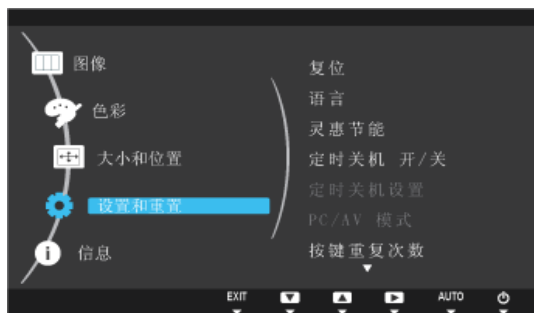 图像
色彩
大小和位置
设置和重置
信息
复位
语言
灵惠节能
定时关机 开/关
定时关机设置
PC/AV 模式
按键重复次数
EXIT
AUTO